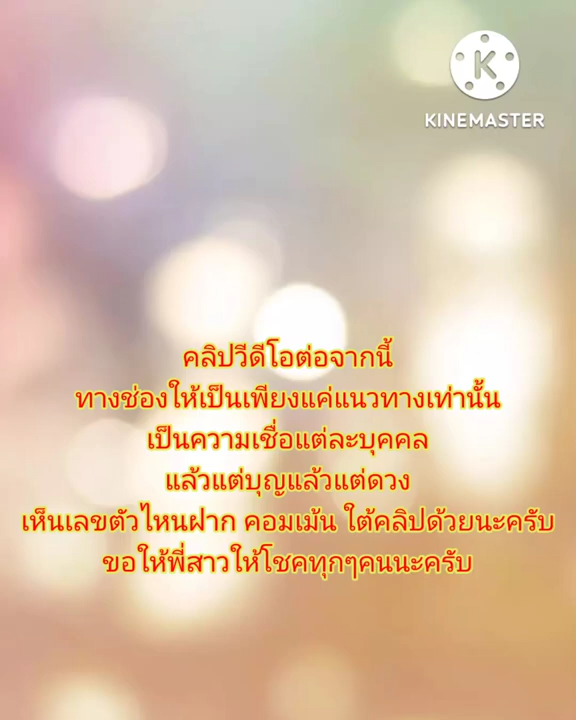 KINEMASTER
คลิปวีดีโอต่อจากนี้
ทางช่องให้เป็นเพียงแค่แนวทางเท่านั้น
เป็นความเชื่อแต่ละบุคคล
แล้วแต่บุญแล้วแต่ดวง
เห็นเลขตัวไหนฝาก คอมเม้น ใต้คลิปด้วยนะครับ
ขอให้พี่สาวให้โชคทุกๆคนนะครับ